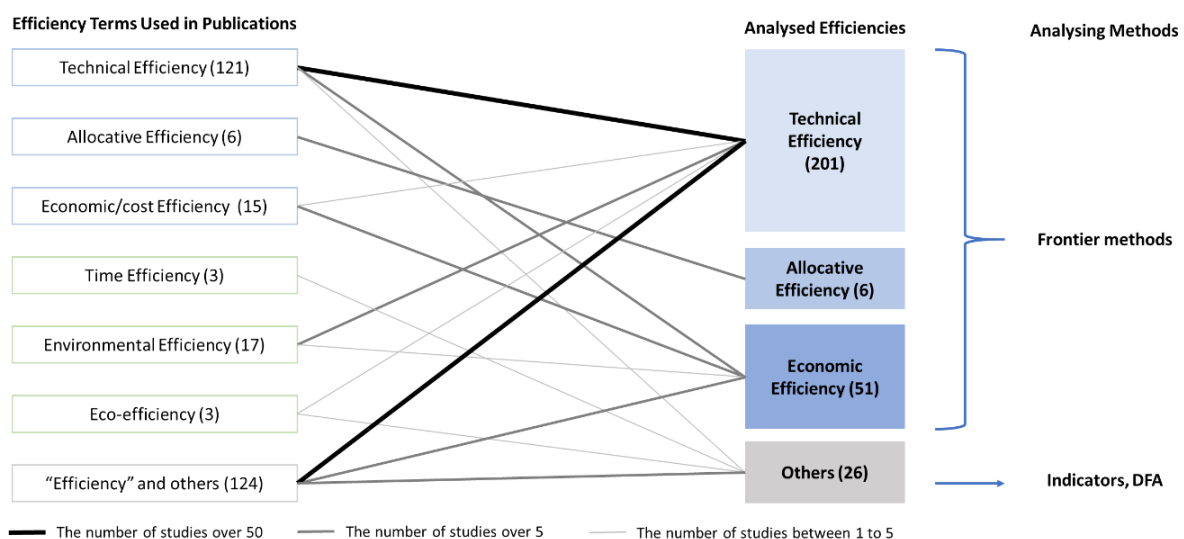 Efficiency Terms Used in Publications
Analysed Efficiencies
Analysing Methods
Technical Efficiency (121)
Allocative Efficiency (6)
Economic/cost Efficiency (15)
Time Efficiency (3)
Environmental Efficiency (17)
Eco-efficiency (3)
“Efficiency” and others (124)
Technical
Efficiency
(201)
Allocative
Efficiency (6)
Economic
Efficiency (51)
Others (26)
Frontier methods
Indicators, DFA
The number of studies over 50
The number of studies over 5
The number of studies between 1 to 5